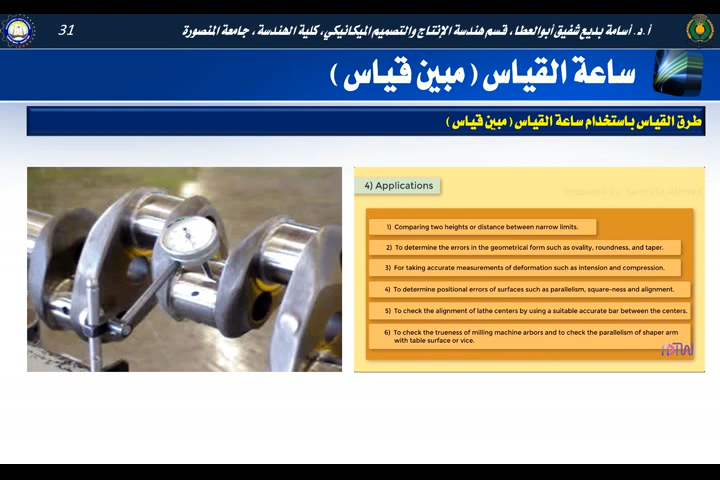 31
أ.د. أسامة بديع شفيق أبوالعطا ، قسم هندسة الإنتاج والتصميم الميكانيكي، كلية الهندسة ، جامعة المنصورة
ساعة القياس ( مبين قياس )
طرق القياس باستخدام ساعة القياس ( مبين قياس )
4) Applications
1) Comparing two heights or distance between narrow limits.
2) To determine the errors in the geometrical form such as ovality, roundness, and taper.
3) For taking accurate measurements of deformation such as intension and compression.
4) To determine positional errors of surfaces such as parallelism, square-ness and alignment.
5) To check the alignment of lathe centers by using a suitable accurate bar between the centers.
6) To check the trueness of milling machine arbors and to check the parallelism of shaper arm
with table surface or vice.